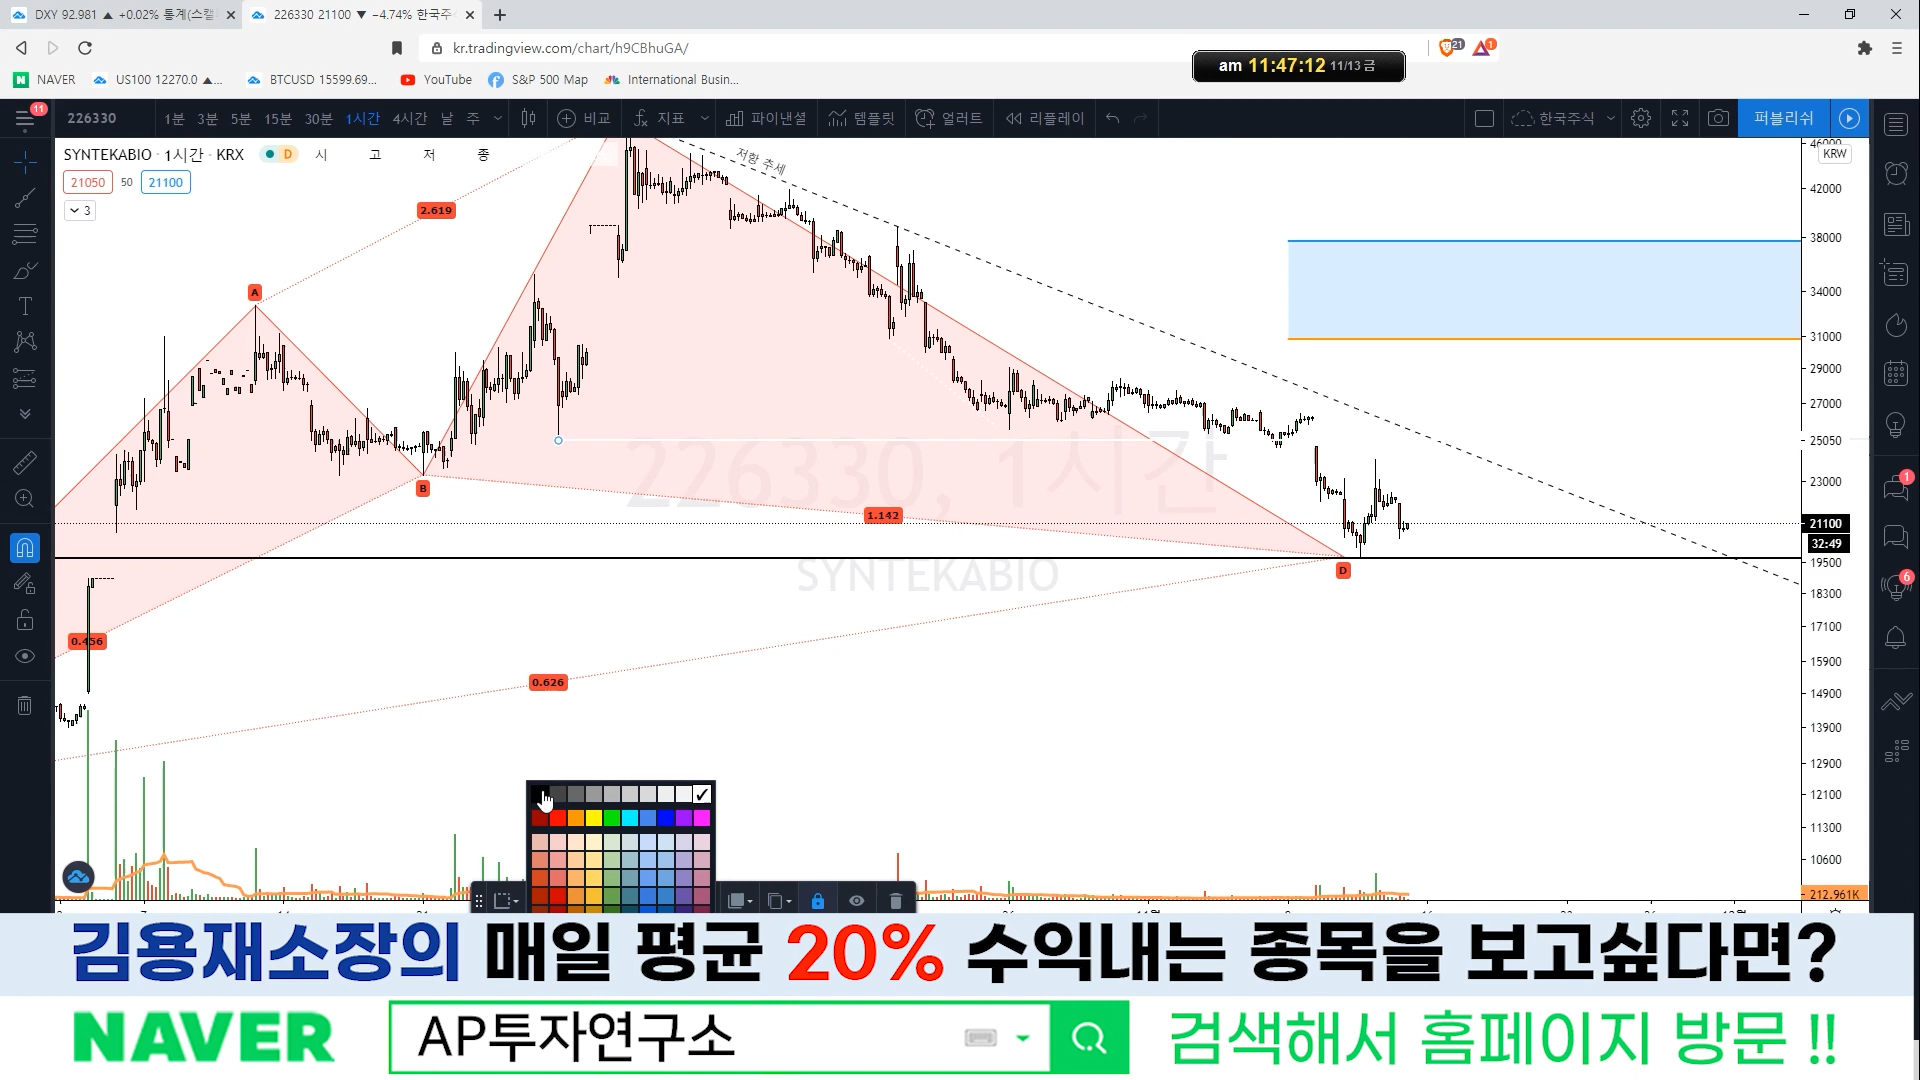 DXY 92.981 ▲ +0.02% 통계(스캘
226330 21100 ▼ −4.74% 한국주
kr.tradingview.com/chart/h9CBhuGA/
21
1
am 11:47:12 11/13 금
NAVER
US100 12270.0 ▲...
BTCUSD 15599.69...
YouTube
S&P 500 Map
International Busin...
11
226330
1분 3분 5분 15분 30분 1시간 4시간 날 주
비교
지표
파이낸셜
템플릿
얼러트
리플레이
한국주식
퍼블리쉬
SYNTEKABIO · 1시간 · KRX
D
시 고 저 종
21050 50 21100
3
KRW
저항 추세
2.619
A
B
1.142
D
0.456
0.626
226330, 1시간
SYNTEKABIO
46000
42000
38000
34000
31000
29000
27000
25050
23000
21100
32:49
19500
18300
17100
15900
14900
13900
12900
12100
11300
10600
212.961K
1
6
김용재소장의 매일 평균 20% 수익내는 종목을 보고싶다면?
NAVER AP투자연구소 검색해서 홈페이지 방문 !!